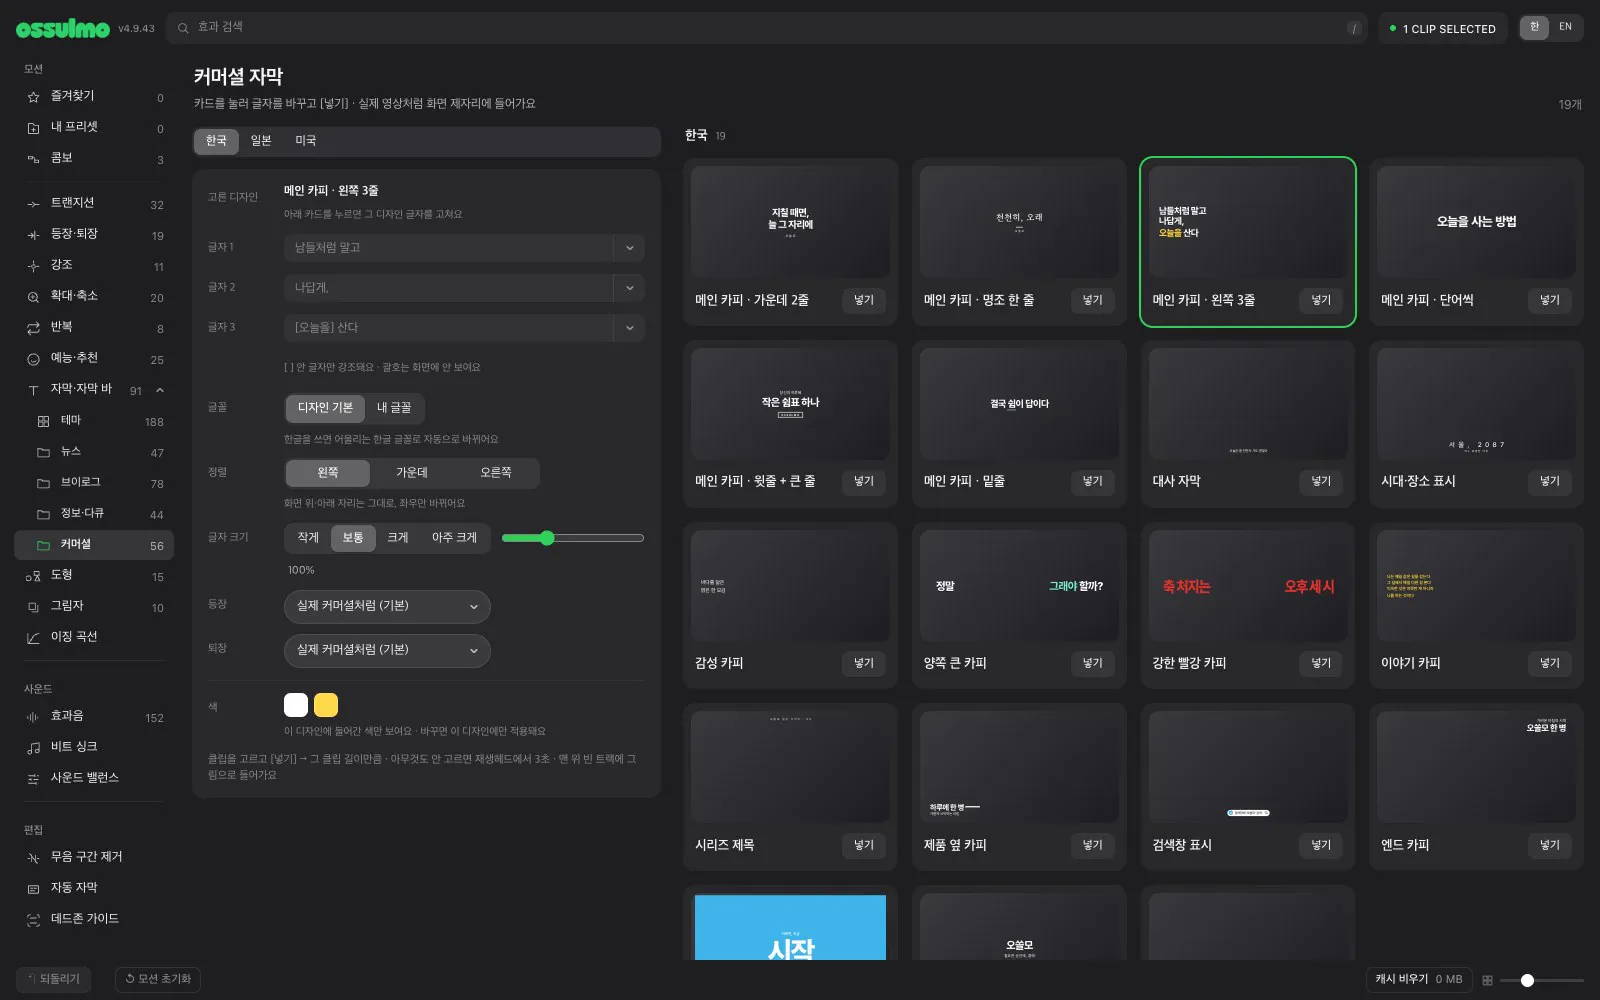 ossulmo v4.9.43
효과 검색
/
1 CLIP SELECTED
한 EN
모션
즐겨찾기 0
내 프리셋 0
콤보 3
트랜지션 32
등장·퇴장 19
강조 11
확대·축소 20
반복 8
예능·추천 25
자막·자막 바 91
테마 188
뉴스 47
브이로그 78
정보·다큐 44
커머셜 56
도형 15
그림자 10
이징 곡선
사운드
효과음 152
비트 싱크
사운드 밸런스
편집
무음 구간 제거
자동 자막
데드존 가이드
되돌리기
모션 초기화
커머셜 자막
카드를 눌러 글자를 바꾸고 [넣기] · 실제 영상처럼 화면 제자리에 들어가요
19개
한국 일본 미국
고른 디자인
메인 카피 · 왼쪽 3줄
아래 카드를 누르면 그 디자인 글자를 고쳐요
글자 1
남들처럼 말고
글자 2
나답게,
글자 3
[오늘을] 산다
[ ] 안 글자만 강조돼요 · 괄호는 화면에 안 보여요
글꼴
디자인 기본 내 글꼴
한글을 쓰면 어울리는 한글 글꼴로 자동으로 바뀌어요
정렬
왼쪽 가운데 오른쪽
화면 위·아래 자리는 그대로, 좌우만 바뀌어요
글자 크기
작게 보통 크게 아주 크게
100%
등장
실제 커머셜처럼 (기본)
퇴장
실제 커머셜처럼 (기본)
색
이 디자인에 들어간 색만 보여요 · 바꾸면 이 디자인에만 적용돼요
클립을 고르고 [넣기] → 그 클립 길이만큼 · 아무것도 안 고르면 재생헤드에서 3초 · 맨 위 빈 트랙에 그
림으로 들어가요
한국 19
지칠 때면,
늘 그 자리에
메인 카피 · 가운데 2줄 넣기
천천히, 오래
메인 카피 · 명조 한 줄 넣기
남들처럼 말고
나답게,
오늘을 산다
메인 카피 · 왼쪽 3줄 넣기
오늘을 사는 방법
메인 카피 · 단어씩 넣기
작은 쉼표 하나
메인 카피 · 윗줄 + 큰 줄 넣기
결국 쉼이 답이다
메인 카피 · 밑줄 넣기
대사 자막 넣기
서울, 2087
시대·장소 표시 넣기
감성 카피 넣기
정말 그래야 할까?
양쪽 큰 카피 넣기
축 처지는 오후 세 시
강한 빨강 카피 넣기
이야기 카피 넣기
시리즈 제목 넣기
하루에 한 병
제품 옆 카피 넣기
검색창 표시 넣기
오쏠모 한 병
엔드 카피 넣기
시작
오쏠모
캐시 비우기 0 MB